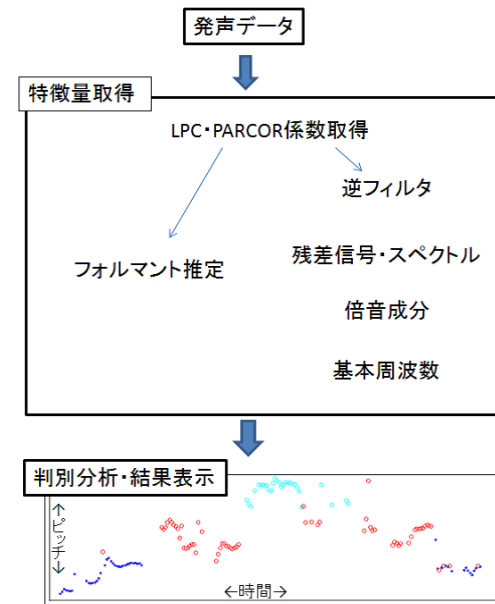 発声データ
特徴量取得
LPC・PARCOR係数取得
逆フィルタ
フォルマント推定
残差信号・スペクトル
倍音成分
基本周波数
判別分析・結果表示
←ピッチ→
←時間→